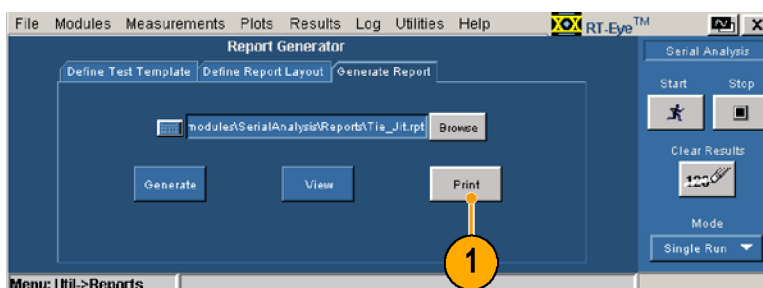 File Modules Measurements Plots Results Log Utilities Help RT-Eye™ X
Report Generator
Serial Analysis
Define Test Template Define Report Layout Generate Report
Start Stop
nodules\SerialAnalysis\Reports\Tie_Jit.rpt Browse
Clear Results
123
Generate View Print
Mode
1
Single Run
Menu: Util->Reports